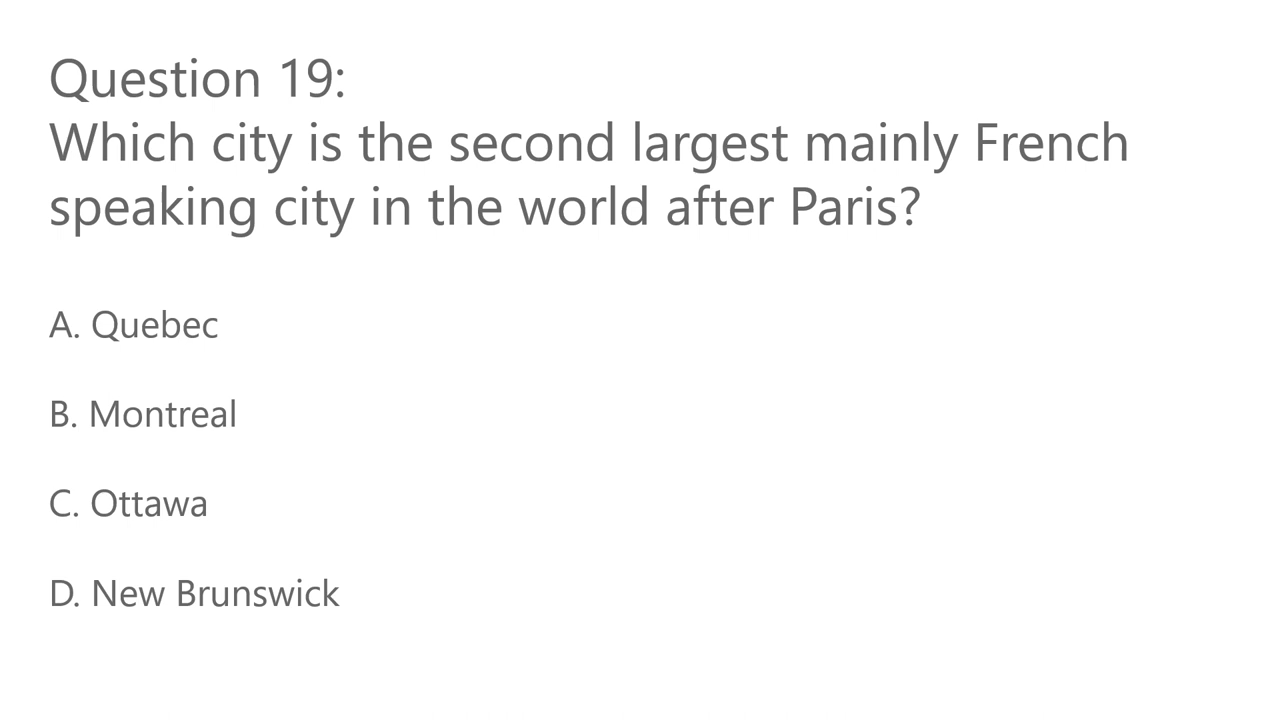 Question 19:
Which city is the second largest mainly French
speaking city in the world after Paris?
A. Quebec
B. Montreal
C. Ottawa
D. New Brunswick